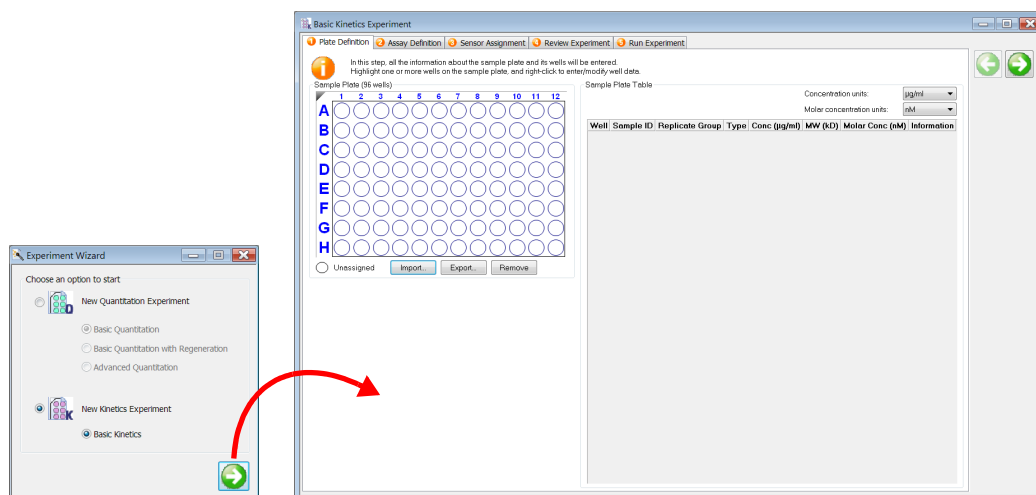 Experiment Wizard
Choose an option to start
New Quantitation Experiment
Basic Quantitation
Basic Quantitation with Regeneration
Advanced Quantitation
New Kinetics Experiment
Basic Kinetics
Basic Kinetics Experiment
1 Plate Definition 2 Assay Definition 3 Sensor Assignment 4 Review Experiment 5 Run Experiment
In this step, all the information about the sample plate and its wells will be entered.
Highlight one or more wells on the sample plate, and right-click to enter/modify well data.
Sample Plate (96 wells)
1 2 3 4 5 6 7 8 9 10 11 12
A
B
C
D
E
F
G
H
Unassigned Import.. Export.. Remove
Sample Plate Table
Concentration units: µg/ml
Molar concentration units: nM
Well Sample ID Replicate Group Type Conc (µg/ml) MW (kD) Molar Conc (nM) Information